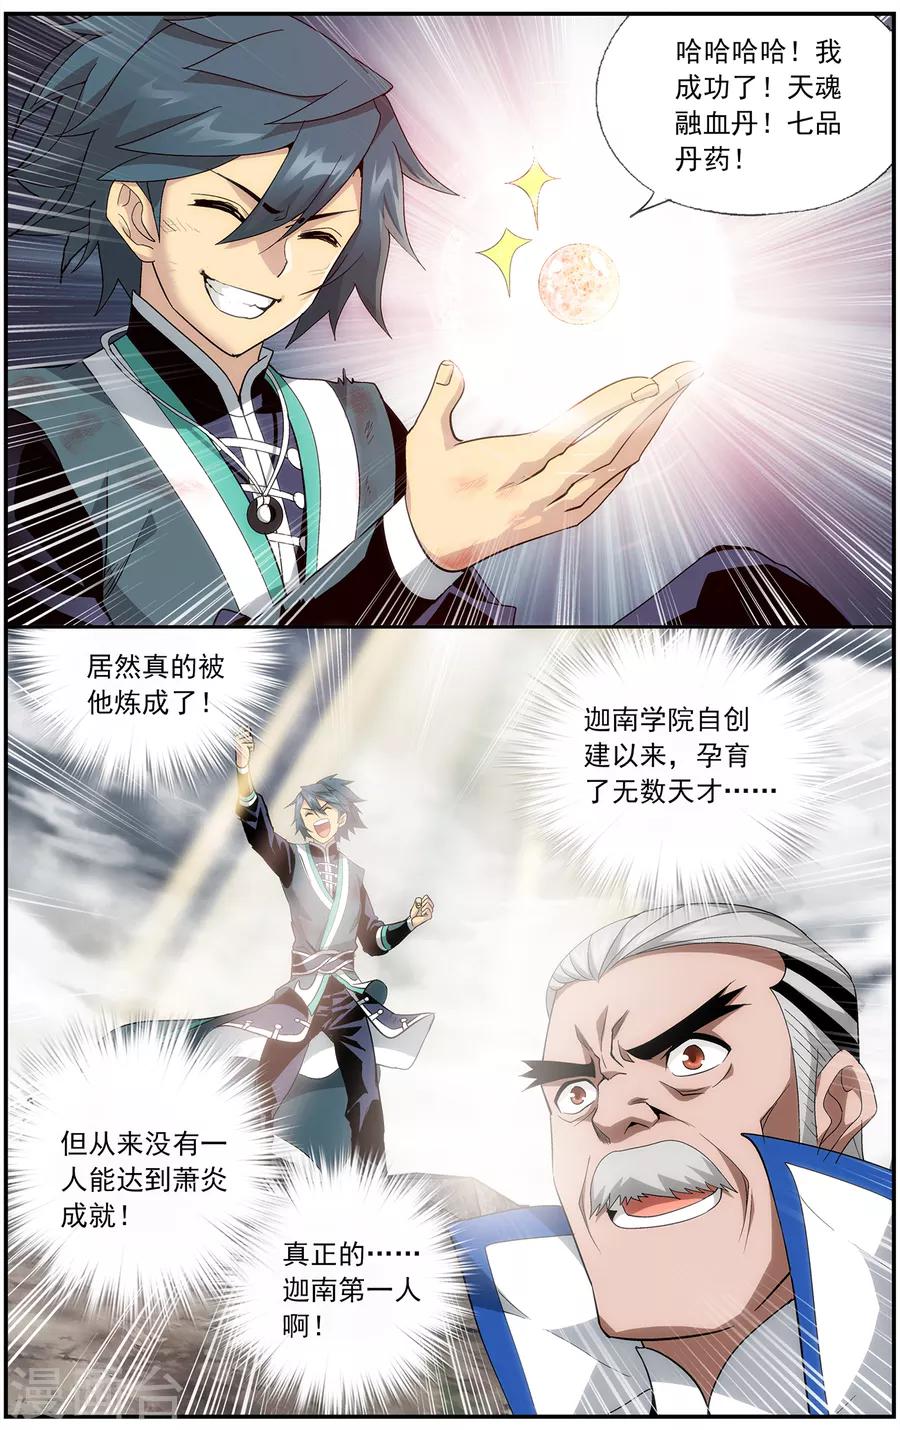 哈哈哈哈！我
成功了！天魂
融血丹！七品
丹药！
居然真的被
他炼成了！
迦南学院自创
建以来，孕育
了无数天才……
但从来没有一
人能达到萧炎
成就！
真正的……
迦南第一人
啊！
漫画台